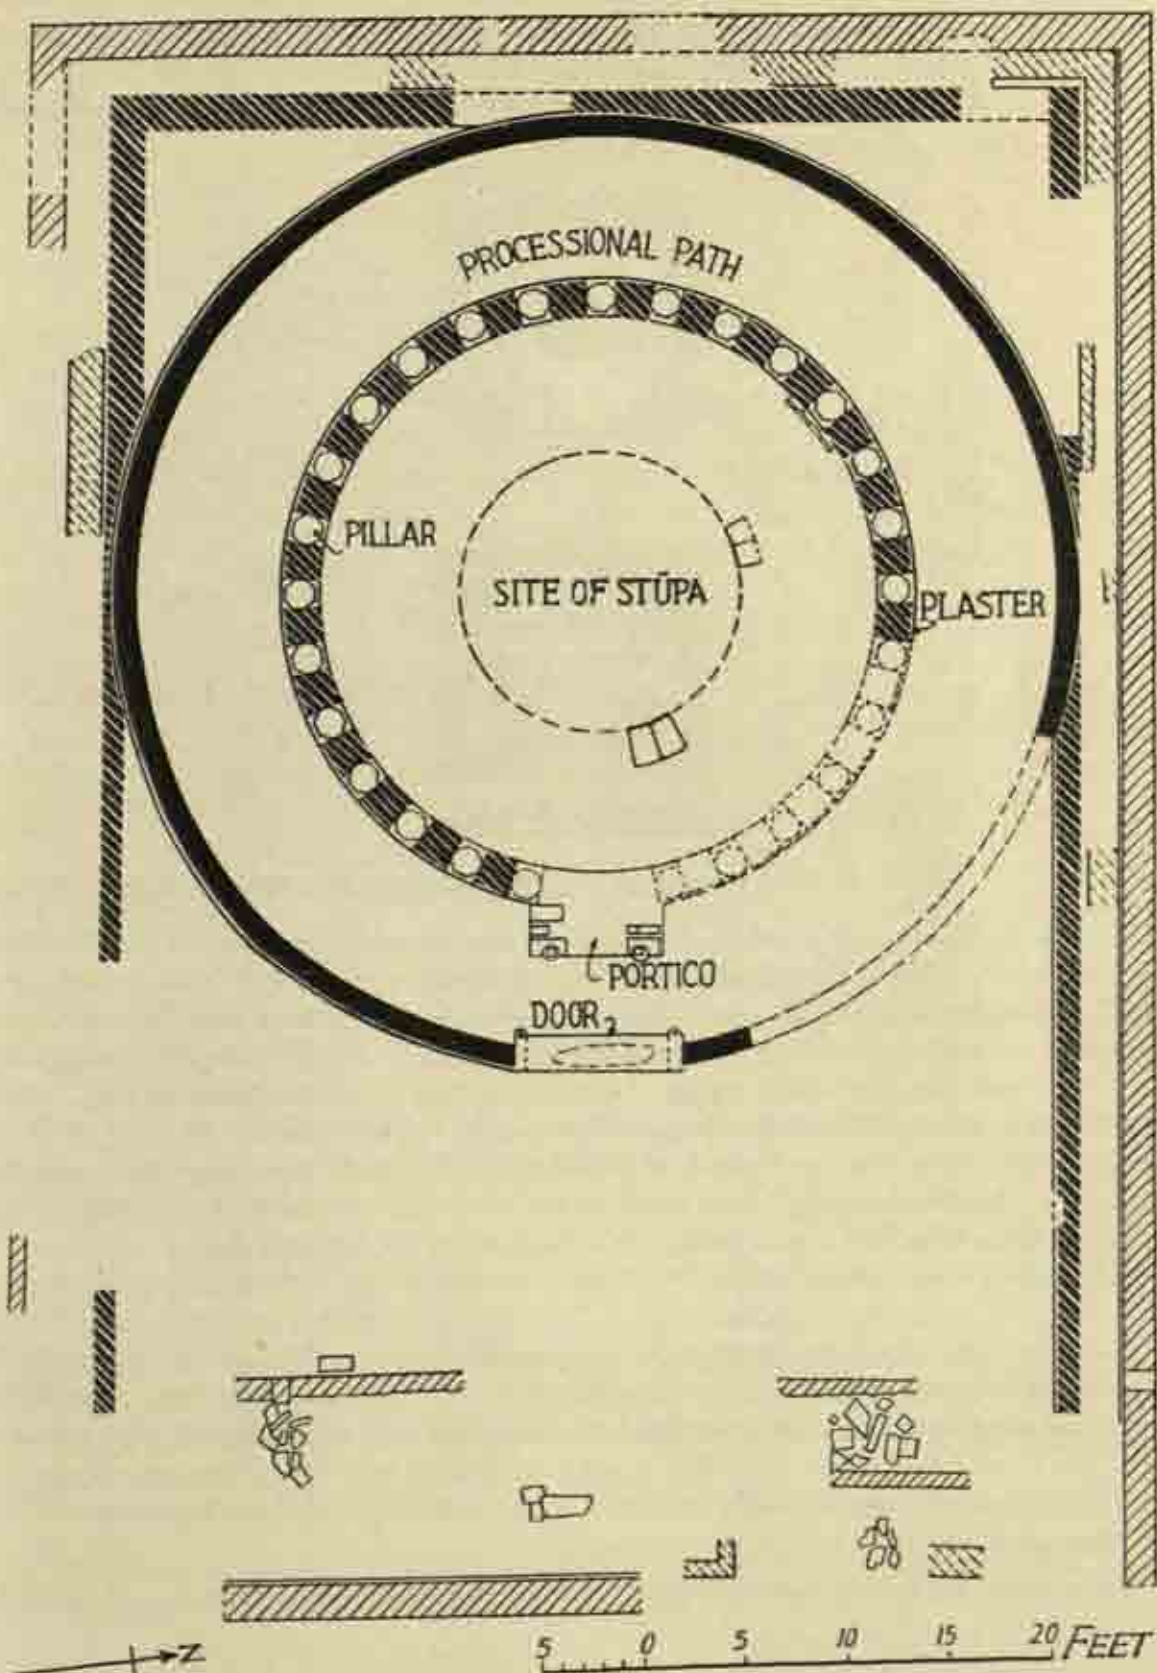 PROCESSIONAL PATH
PILLAR
SITE OF STŪPA
PLASTER
PORTICO
DOOR
N
5 0 5 10 15 20 FEET